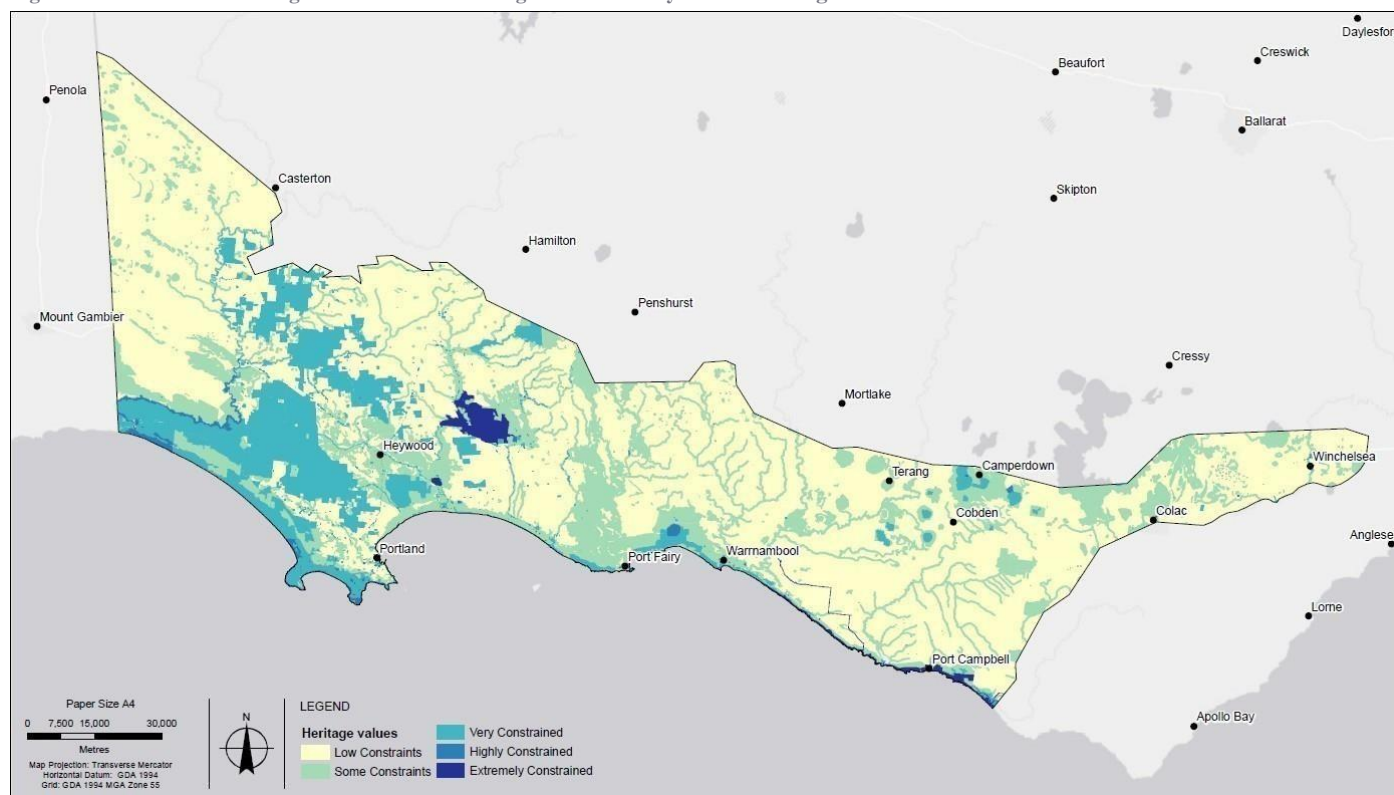 Daylesfor
Creswick
Beaufort
Penola
Ballarat
Casterton
Skipton
Hamilton
Penshurst
Mount Gambier
Cressy
Mortlake
Heywood
Winchelsea
Terang
Camperdown
Colac
Cobden
Anglese
Portland
Port Fairy
Warrnambool
Lorne
Port Campbell
Apollo Bay
Paper Size A4
0 7,500 15,000 30,000
Metres
Map Projection: Transverse Mercator
Horizontal Datum: GDA 1994
Grid: GDA 1994 MGA Zone 55
N
LEGEND
Heritage values
Low Constraints
Some Constraints
Very Constrained
Highly Constrained
Extremely Constrained